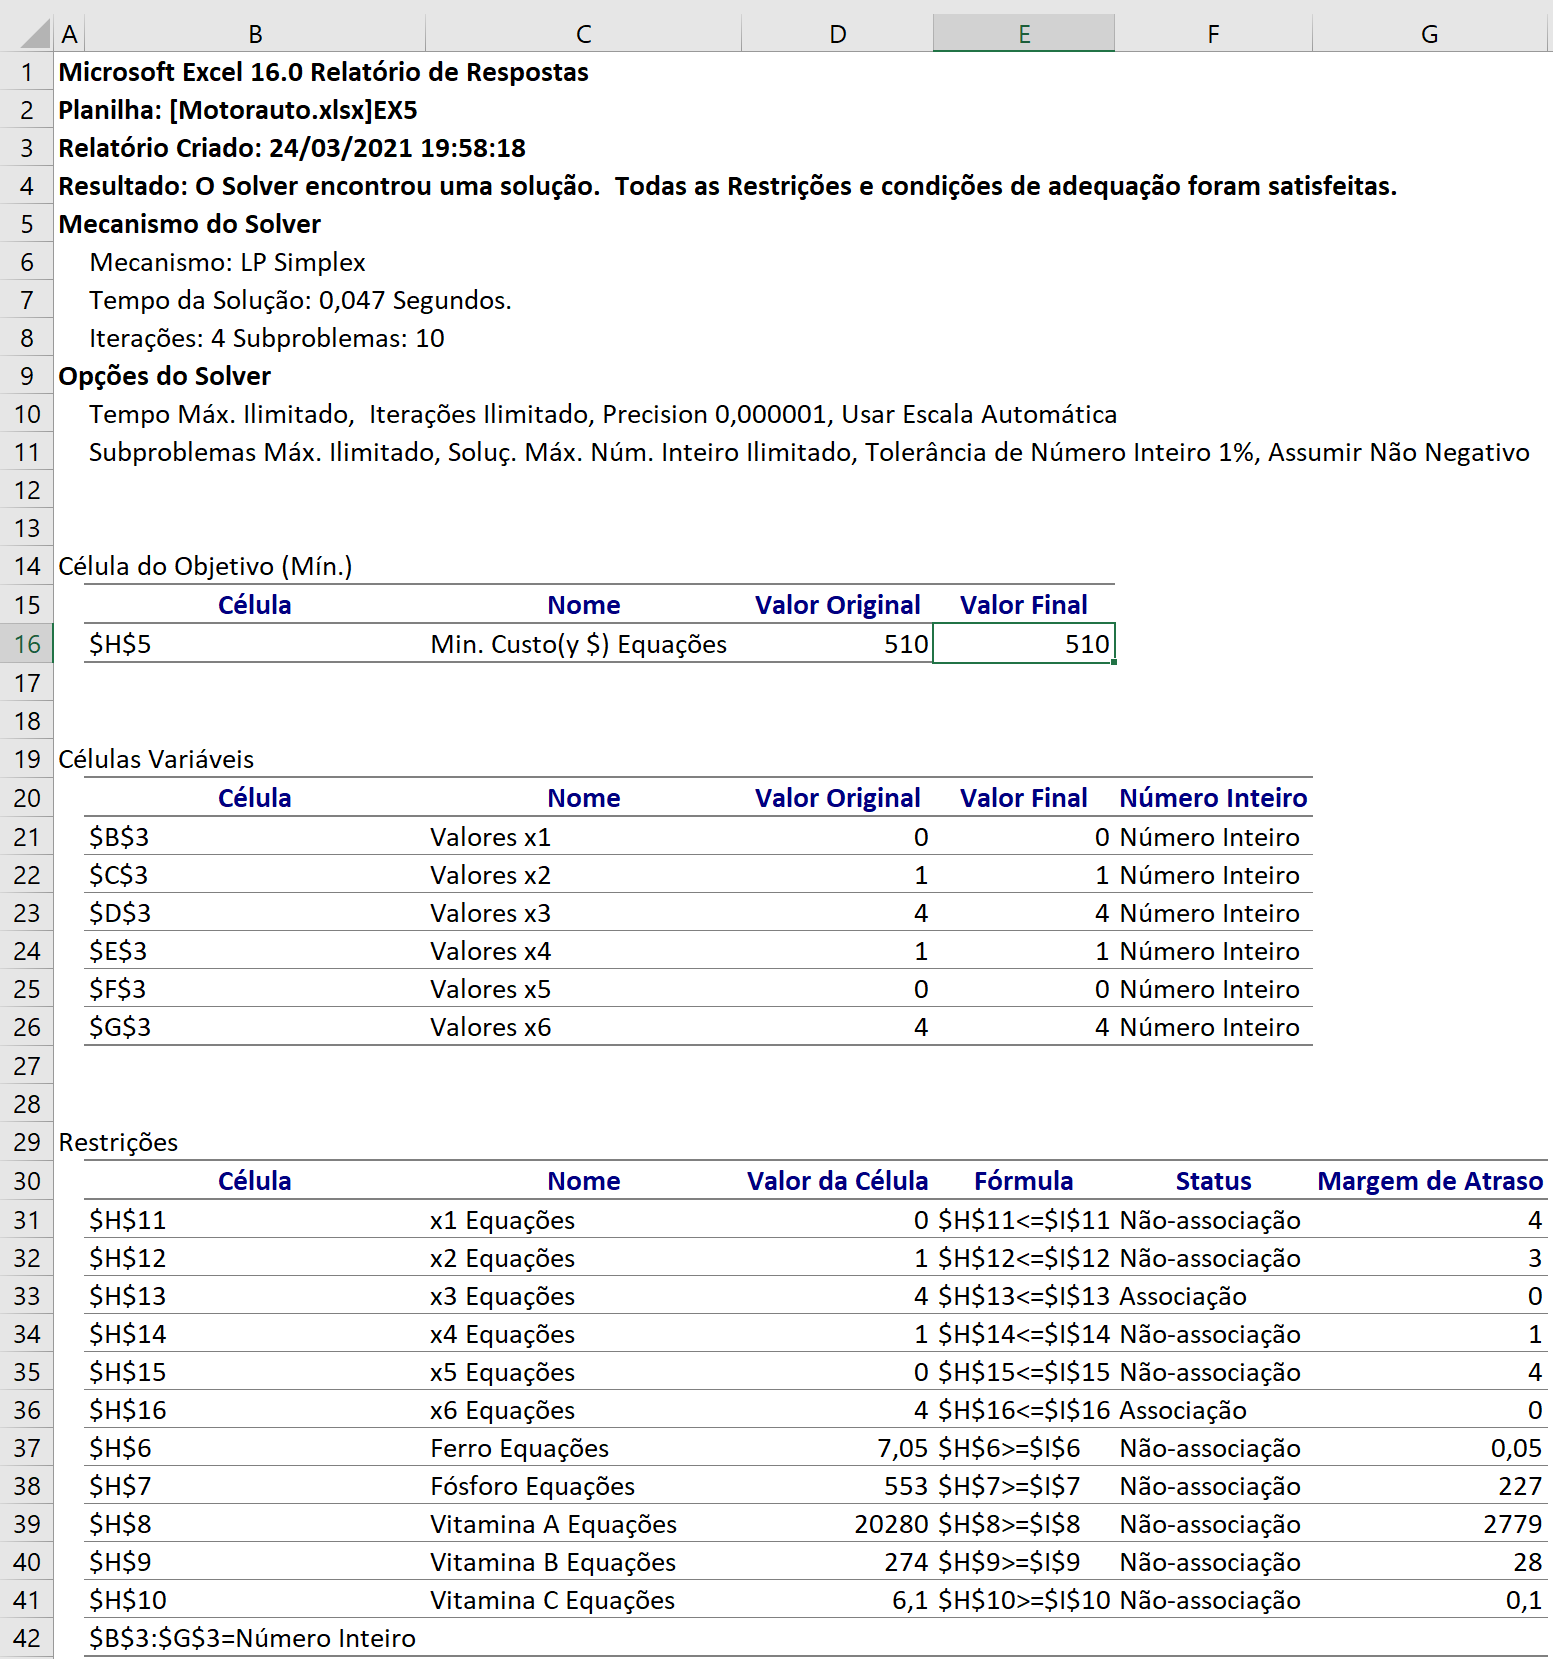 A B C D E F G
1 Microsoft Excel 16.0 Relatório de Respostas
2 Planilha: [Motorauto.xlsx]EX5
3 Relatório Criado: 24/03/2021 19:58:18
4 Resultado: O Solver encontrou uma solução.  Todas as Restrições e condições de adequação foram satisfeitas.
5 Mecanismo do Solver
6 Mecanismo: LP Simplex
7 Tempo da Solução: 0,047 Segundos.
8 Iterações: 4 Subproblemas: 10
9 Opções do Solver
10 Tempo Máx. Ilimitado,  Iterações Ilimitado, Precision 0,000001, Usar Escala Automática
11 Subproblemas Máx. Ilimitado, Soluç. Máx. Núm. Inteiro Ilimitado, Tolerância de Número Inteiro 1%, Assumir Não Negativo
12
13
14 Célula do Objetivo (Mín.)
15 Célula Nome Valor Original Valor Final
16 $H$5 Min. Custo(y $) Equações 510 510
17
18
19 Células Variáveis
20 Célula Nome Valor Original Valor Final Número Inteiro
21 $B$3 Valores x1 0 0 Número Inteiro
22 $C$3 Valores x2 1 1 Número Inteiro
23 $D$3 Valores x3 4 4 Número Inteiro
24 $E$3 Valores x4 1 1 Número Inteiro
25 $F$3 Valores x5 0 0 Número Inteiro
26 $G$3 Valores x6 4 4 Número Inteiro
27
28
29 Restrições
30 Célula Nome Valor da Célula Fórmula Status Margem de Atraso
31 $H$11 x1 Equações 0 $H$11<=$I$11 Não-associação 4
32 $H$12 x2 Equações 1 $H$12<=$I$12 Não-associação 3
33 $H$13 x3 Equações 4 $H$13<=$I$13 Associação 0
34 $H$14 x4 Equações 1 $H$14<=$I$14 Não-associação 1
35 $H$15 x5 Equações 0 $H$15<=$I$15 Não-associação 4
36 $H$16 x6 Equações 4 $H$16<=$I$16 Associação 0
37 $H$6 Ferro Equações 7,05 $H$6>=$I$6 Não-associação 0,05
38 $H$7 Fósforo Equações 553 $H$7>=$I$7 Não-associação 227
39 $H$8 Vitamina A Equações 20280 $H$8>=$I$8 Não-associação 2779
40 $H$9 Vitamina B Equações 274 $H$9>=$I$9 Não-associação 28
41 $H$10 Vitamina C Equações 6,1 $H$10>=$I$10 Não-associação 0,1
42 $B$3:$G$3=Número Inteiro